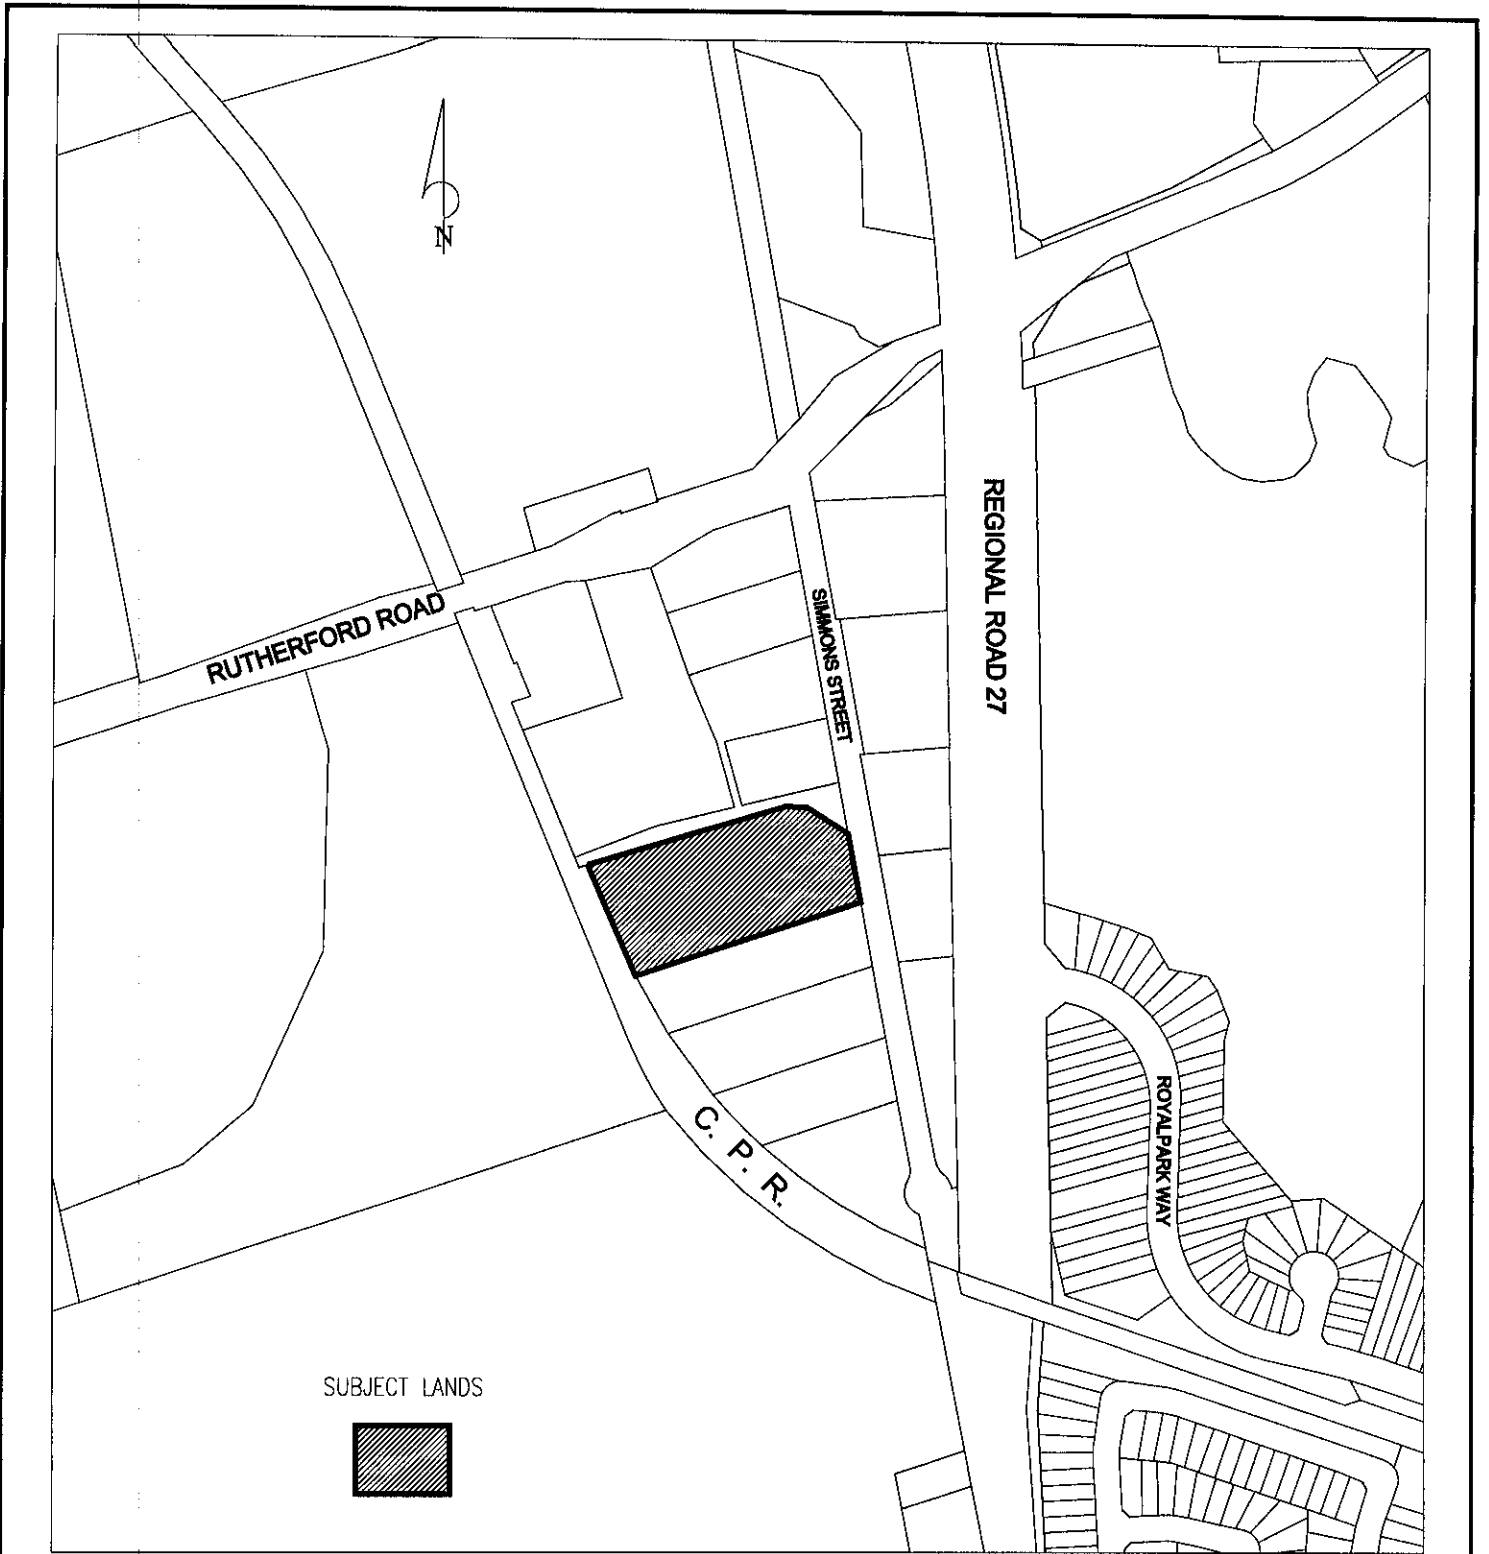 N
REGIONAL ROAD 27
RUTHERFORD ROAD
SIMMONS STREET
ROYALPARK WAY
C. P. R.
SUBJECT LANDS